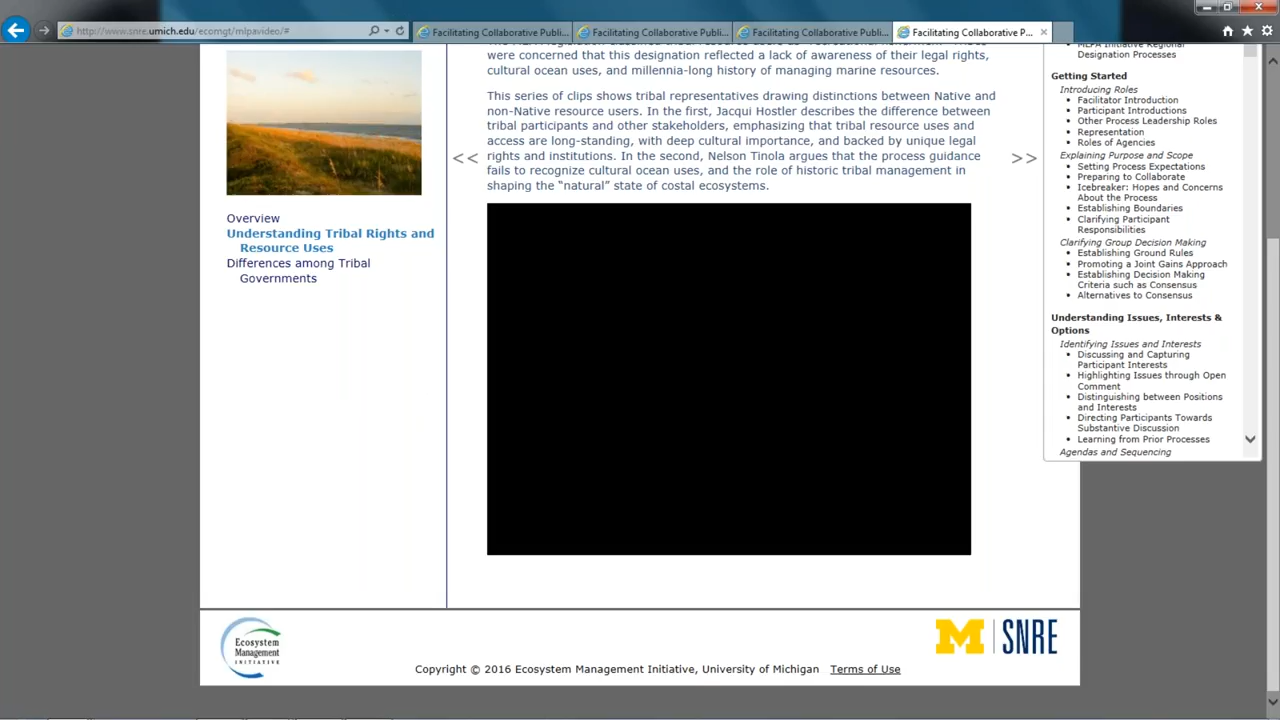 http://www.snre.umich.edu/ecomgt/mlpavideo/#
Facilitating Collaborative Publi...
Facilitating Collaborative Publi...
Facilitating Collaborative Publi...
Facilitating Collaborative P...
were concerned that this designation reflected a lack of awareness of their legal rights,
cultural ocean uses, and millennia-long history of managing marine resources.
This series of clips shows tribal representatives drawing distinctions between Native and
non-Native resource users. In the first, Jacqui Hostler describes the difference between
tribal participants and other stakeholders, emphasizing that tribal resource uses and
access are long-standing, with deep cultural importance, and backed by unique legal
rights and institutions. In the second, Nelson Tinola argues that the process guidance
fails to recognize cultural ocean uses, and the role of historic tribal management in
shaping the “natural” state of costal ecosystems.
<<
>>
Overview
Understanding Tribal Rights and
Resource Uses
Differences among Tribal
Governments
MLPA Initiative Regional
Designation Processes
Getting Started
Introducing Roles
Facilitator Introduction
Participant Introductions
Other Process Leadership Roles
Representation
Roles of Agencies
Explaining Purpose and Scope
Setting Process Expectations
Preparing to Collaborate
Icebreaker: Hopes and Concerns
About the Process
Establishing Boundaries
Clarifying Participant
Responsibilities
Clarifying Group Decision Making
Establishing Ground Rules
Promoting a Joint Gains Approach
Establishing Decision Making
Criteria such as Consensus
Alternatives to Consensus
Understanding Issues, Interests &
Options
Identifying Issues and Interests
Discussing and Capturing
Participant Interests
Highlighting Issues through Open
Comment
Distinguishing between Positions
and Interests
Directing Participants Towards
Substantive Discussion
Learning from Prior Processes
Agendas and Sequencing
Ecosystem
Management
INITIATIVE
M SNRE
Copyright © 2016 Ecosystem Management Initiative, University of Michigan Terms of Use